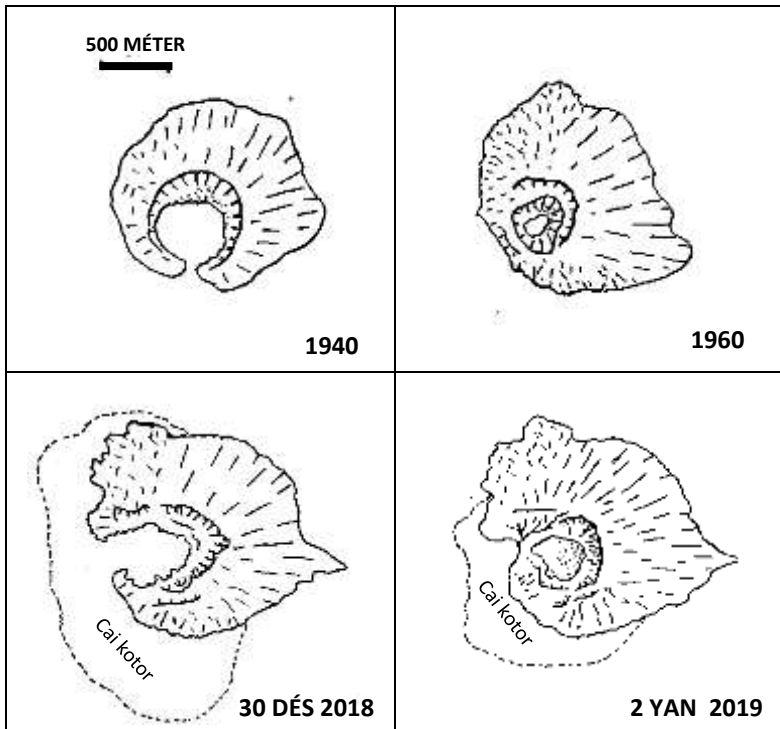 500 MÉTER
1940
1960
Cai kotor
30 DÉS 2018
Cai kotor
2 YAN 2019